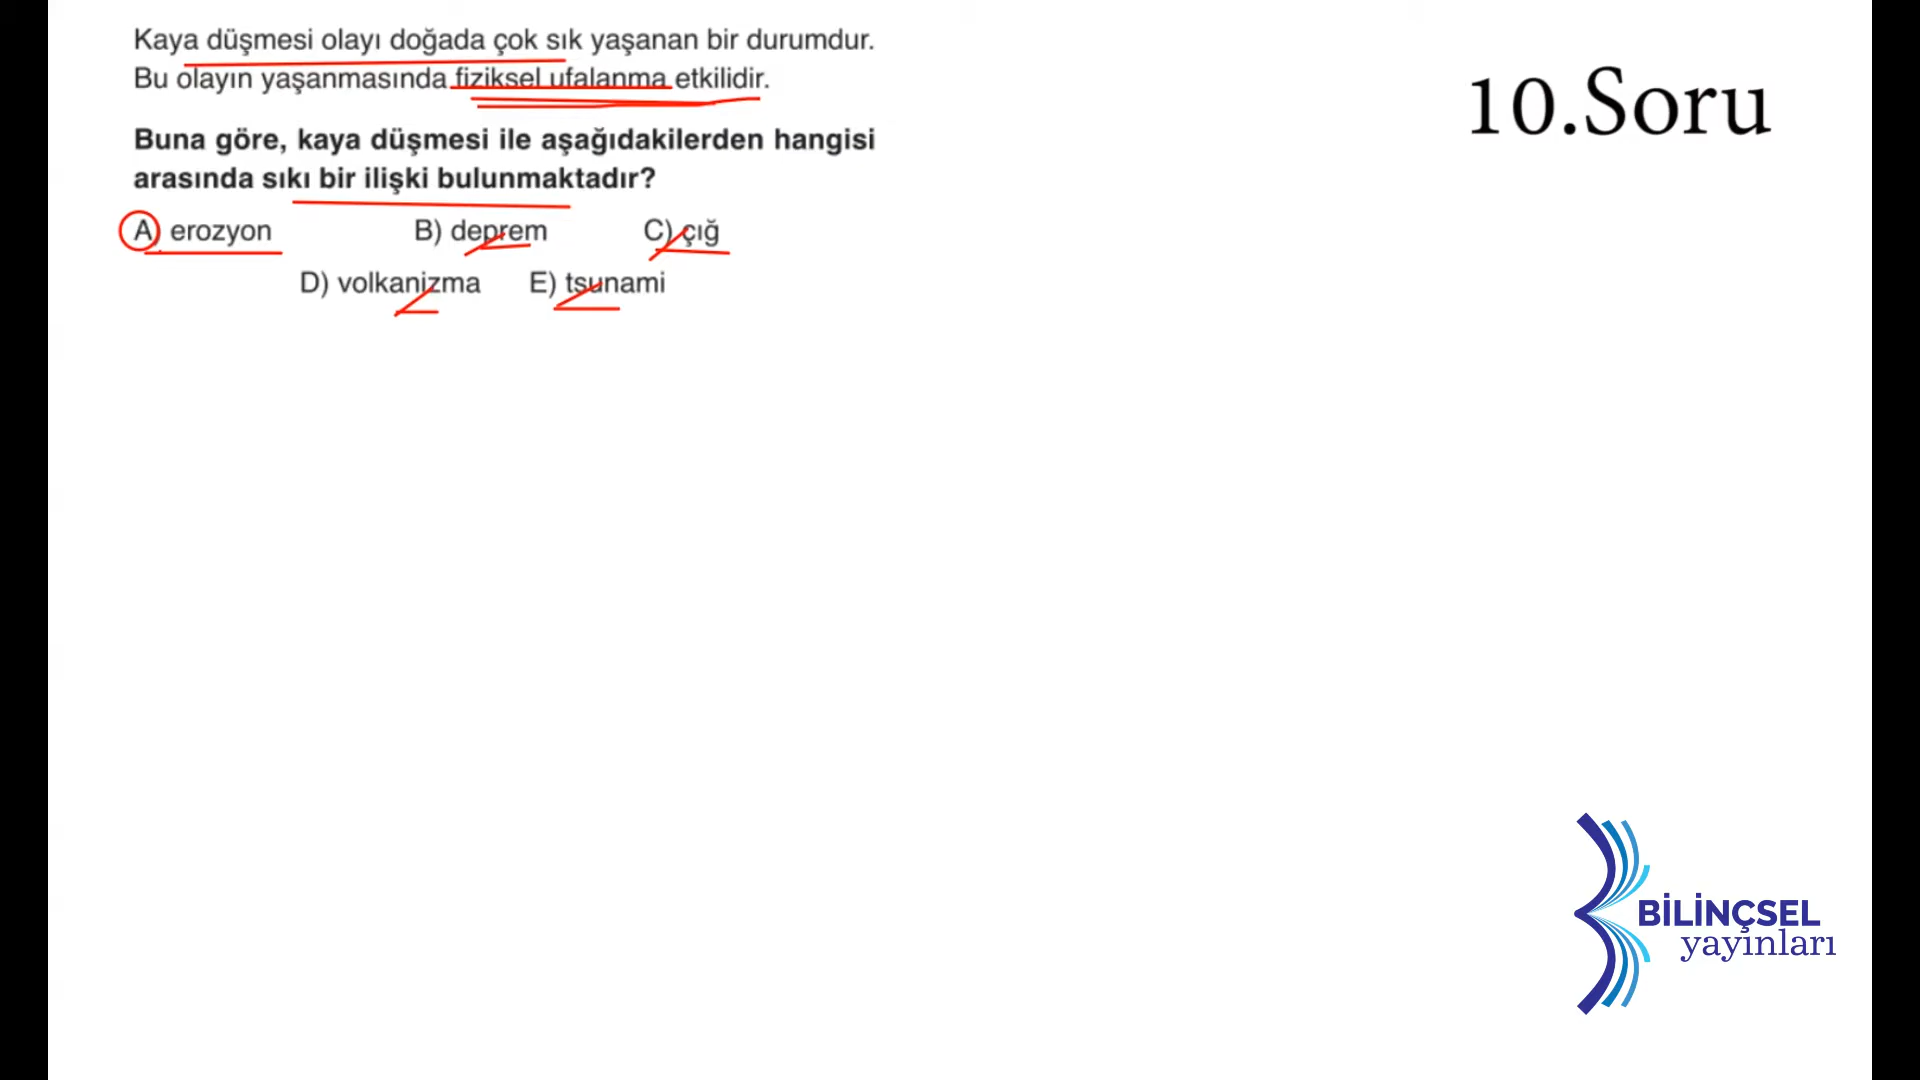 Kaya düşmesi olayı doğada çok sık yaşanan bir durumdur.
Bu olayın yaşanmasında fiziksel ufalanma etkilidir.
Buna göre, kaya düşmesi ile aşağıdakilerden hangisi
arasında sıkı bir ilişki bulunmaktadır?
A) erozyon B) deprem C) çığ
D) volkanizma E) tsunami
10.Soru
BİLİNÇSEL
yayınları